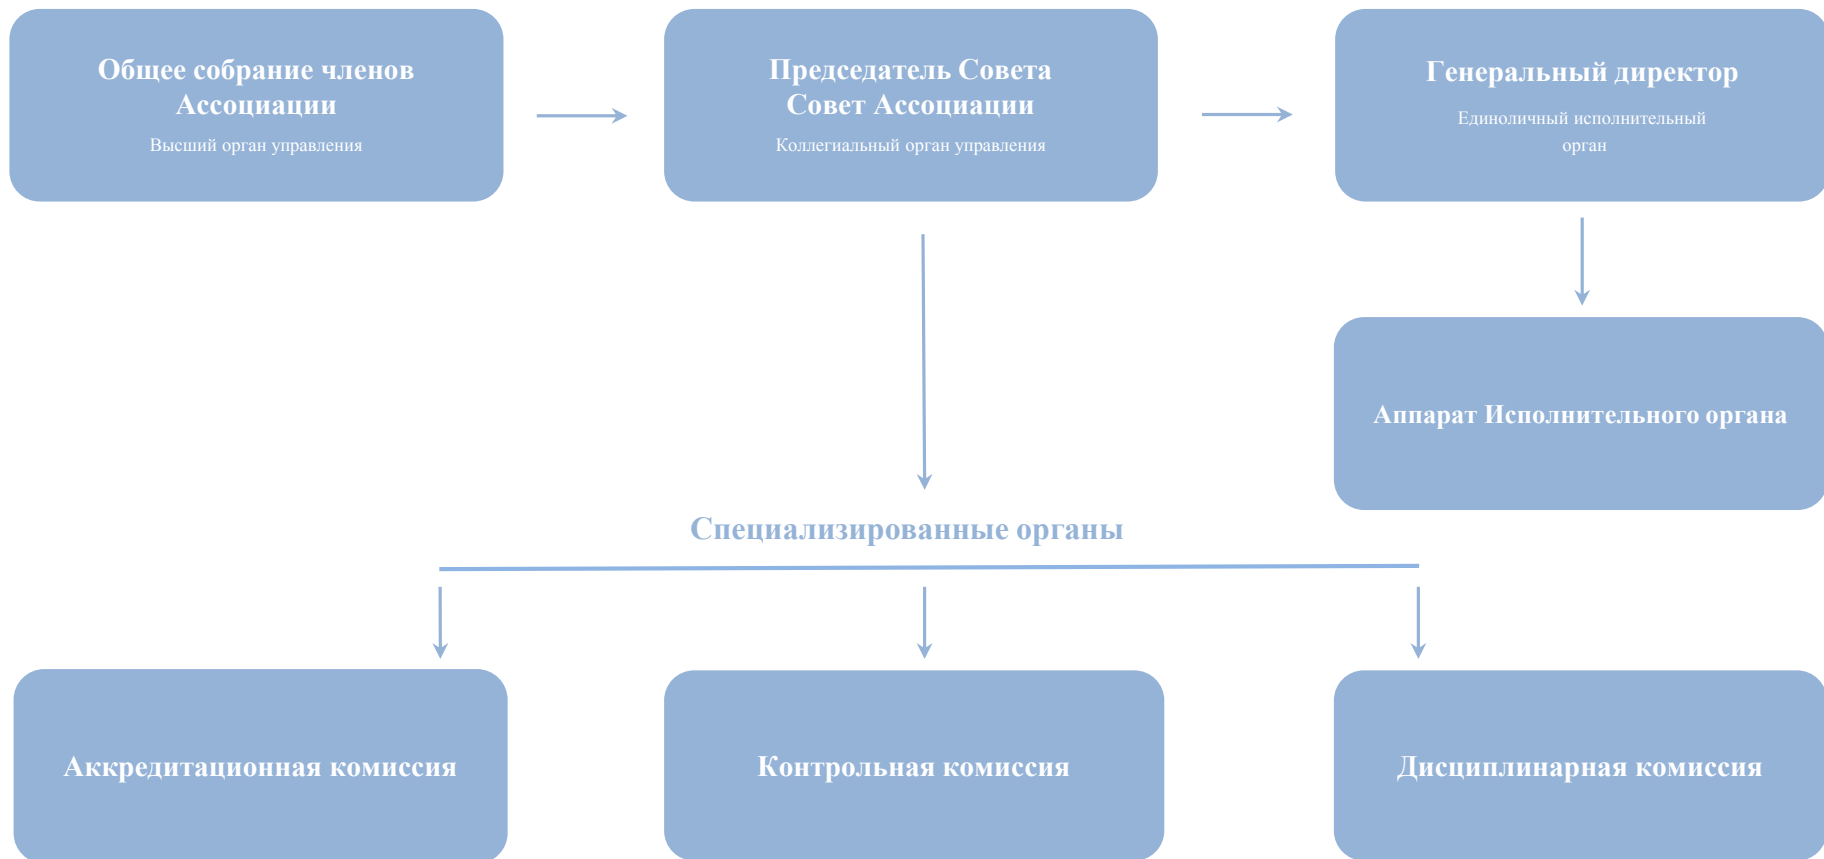 Общее собрание членов
Ассоциации
Высший орган управления
Председатель Совета
Совет Ассоциации
Коллегиальный орган управления
Генеральный директор
Единоличный исполнительный
орган
Аппарат Исполнительного органа
Специализированные органы
Аккредитационная комиссия
Контрольная комиссия
Дисциплинарная комиссия